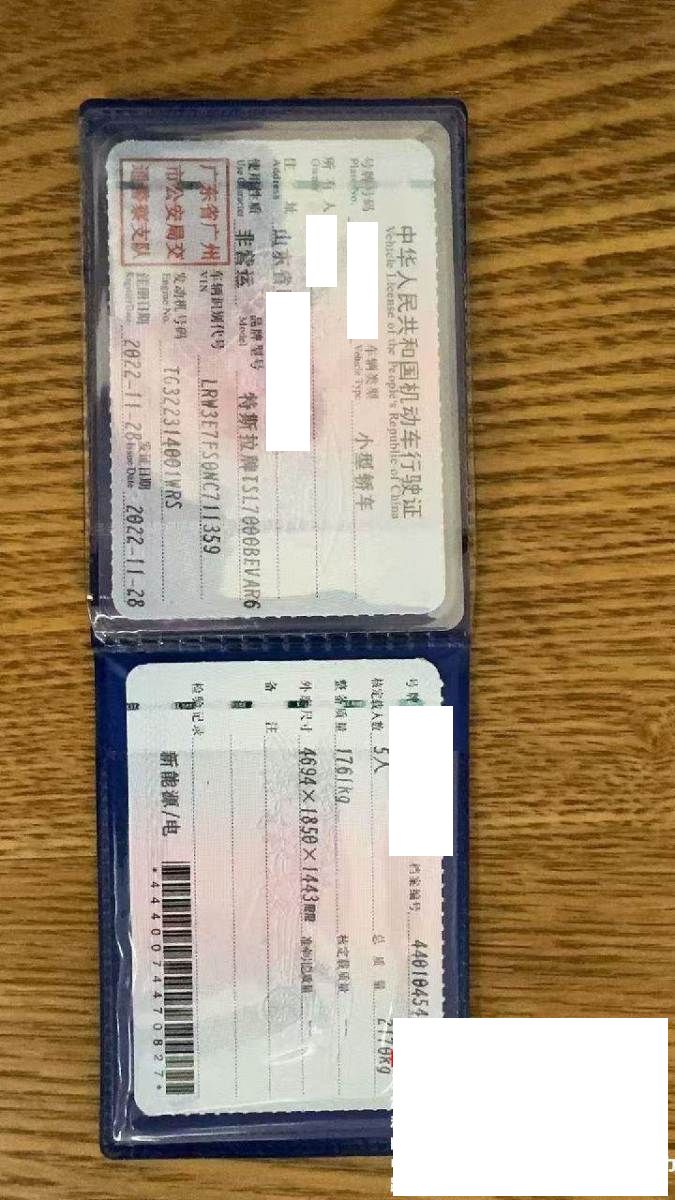 中华人民共和国机动车行驶证
Vehicle License of the People's Republic of China
号牌号码
Plate No.
车辆类型 小型轿车
Vehicle Type
所有人
Owner
住址 山东省
Address
使用性质 非营运
Use Character
品牌型号 特斯拉牌TSL7000BEVAR6
Model
广东省广州
市公安局交
通警察支队
车辆识别代号 LRW3E7FS0NC711359
VIN
发动机号码 TG322314001WRS
Engine No.
注册日期 2022-11-28
Register Date
发证日期 2022-11-28
Issue Date
号牌
档案编号 44010454
核定载人数 5人
总质量 2170kg
整备质量 1761kg
核定载质量 --
外廓尺寸 4694×1850×1443mm
准牵引总质量 --
备注
检验记录
新能源/电
*4440074470827*